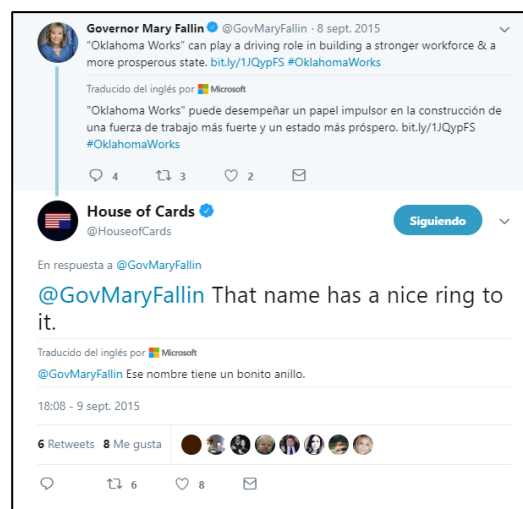 Governor Mary Fallin @GovMaryFallin · 8 sept. 2015
"Oklahoma Works" can play a driving role in building a stronger workforce & a
more prosperous state. bit.ly/1JQypFS #OklahomaWorks
Traducido del inglés por Microsoft
"Oklahoma Works" puede desempeñar un papel impulsor en la construcción de
una fuerza de trabajo más fuerte y un estado más próspero. bit.ly/1JQypFS
#OklahomaWorks
4 3 2
House of Cards
@HouseofCards
Siguiendo
En respuesta a @GovMaryFallin
@GovMaryFallin That name has a nice ring to
it.
Traducido del inglés por Microsoft
@GovMaryFallin Ese nombre tiene un bonito anillo.
18:08 - 9 sept. 2015
6 Retweets 8 Me gusta
6 8